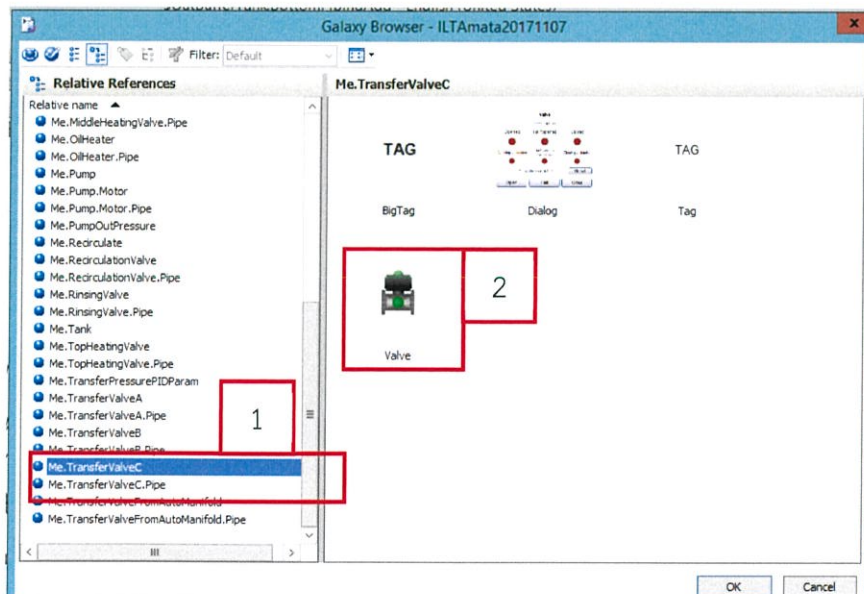 Galaxy Browser - ILTAmata20171107
Filter: Default
Relative References
Me.TransferValveC
Relative name
Me.MiddleHeatingValve.Pipe
Me.OilHeater
Me.OilHeater.Pipe
Me.Pump
Me.Pump.Motor
Me.Pump.Motor.Pipe
Me.PumpOutPressure
Me.Recirculate
Me.RecirculationValve
Me.RecirculationValve.Pipe
Me.RinsingValve
Me.RinsingValve.Pipe
Me.Tank
Me.TopHeatingValve
Me.TopHeatingValve.Pipe
Me.TransferPressurePIDParam
Me.TransferValveA
Me.TransferValveA.Pipe
Me.TransferValveB
Me.TransferValveB.Pipe
Me.TransferValveC
Me.TransferValveC.Pipe
Me.TransferValveFromAutoManifold
Me.TransferValveFromAutoManifold.Pipe
1
TAG
TAG
BigTag
Dialog
Tag
2
Valve
OK
Cancel